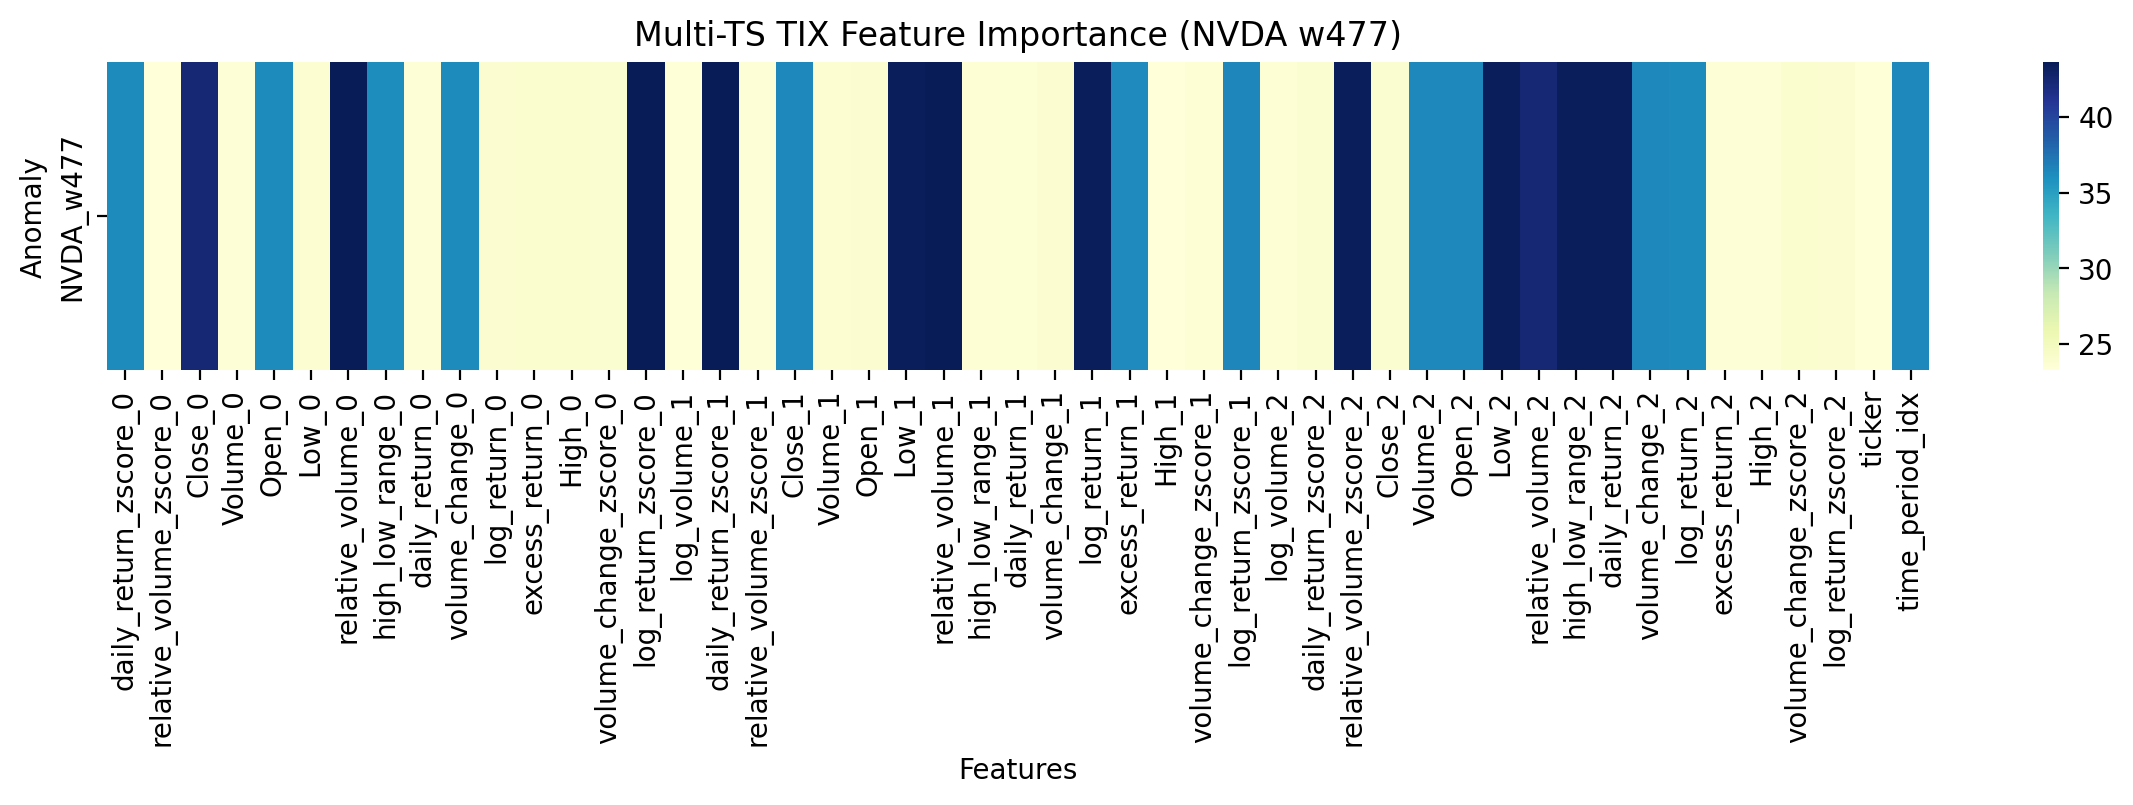 Multi-TS TIX Feature Importance (NVDA w477)
Anomaly
NVDA_w477
40
35
30
25
daily_return_zscore_0
relative_volume_zscore_0
Close_0
Volume_0
Open_0
Low_0
relative_volume_0
high_low_range_0
daily_return_0
volume_change_0
log_return_0
excess_return_0
High_0
volume_change_zscore_0
log_return_zscore_0
log_volume_1
daily_return_zscore_1
relative_volume_zscore_1
Close_1
Volume_1
Open_1
Low_1
relative_volume_1
high_low_range_1
daily_return_1
volume_change_1
log_return_1
excess_return_1
High_1
volume_change_zscore_1
log_return_zscore_1
log_volume_2
daily_return_zscore_2
relative_volume_zscore_2
Close_2
Volume_2
Open_2
Low_2
relative_volume_2
high_low_range_2
daily_return_2
volume_change_2
log_return_2
excess_return_2
High_2
volume_change_zscore_2
log_return_zscore_2
ticker
time_period_idx
Features